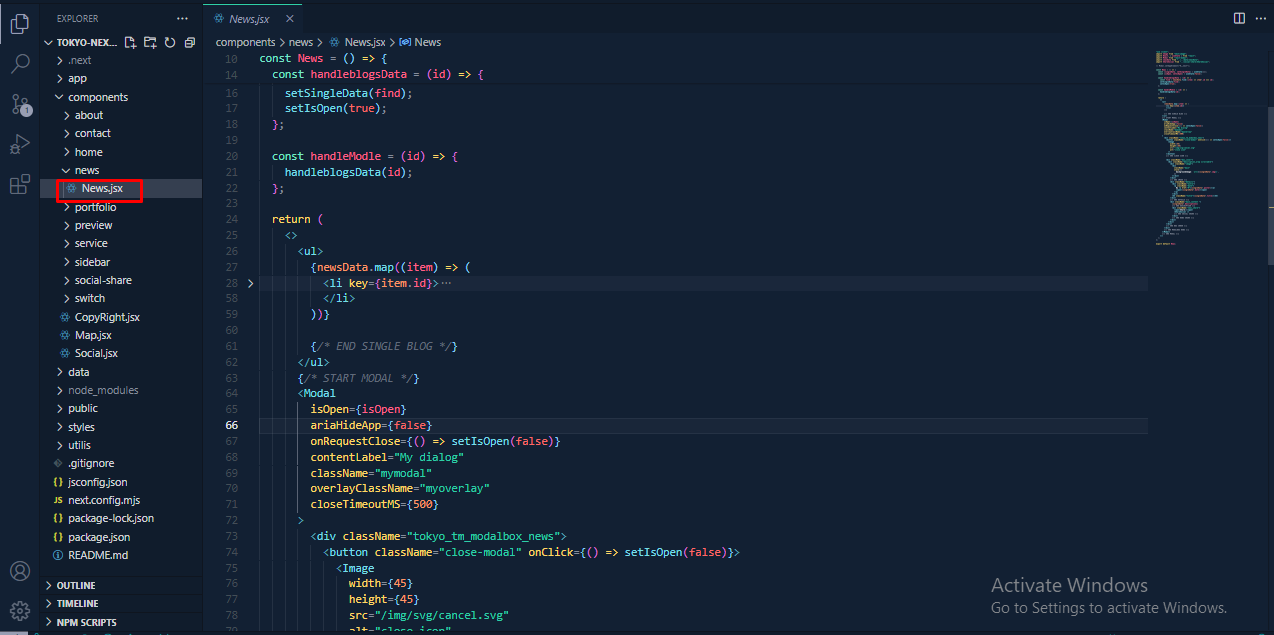 EXPLORER
TOKYO-NEX...
.next
app
components
about
contact
home
news
News.jsx
portfolio
preview
service
sidebar
social-share
switch
CopyRight.jsx
Map.jsx
Social.jsx
data
node_modules
public
styles
utilis
.gitignore
jsconfig.json
JS next.config.mjs
package-lock.json
package.json
README.md
OUTLINE
TIMELINE
NPM SCRIPTS
1
News.jsx
components > news > News.jsx > News
10 const News = () => {
14 const handleblogsData = (id) => {
16 setSingleData(find);
17 setIsOpen(true);
18 };
19
20 const handleModle = (id) => {
21 handleblogsData(id);
22 };
23
24 return (
25 <>
26 <ul>
27 {newsData.map((item) => (
28 <li key={item.id}>···
58 </li>
59 ))}
60
61 {/* END SINGLE BLOG */}
62 </ul>
63 {/* START MODAL */}
64 <Modal
65 isOpen={isOpen}
66 ariaHideApp={false}
67 onRequestClose={() => setIsOpen(false)}
68 contentLabel="My dialog"
69 className="mymodal"
70 overlayClassName="myoverlay"
71 closeTimeoutMS={500}
72 >
73 <div className="tokyo_tm_modalbox_news">
74 <button className="close-modal" onClick={() => setIsOpen(false)}>
75 <Image
76 width={45}
77 height={45}
78 src="/img/svg/cancel.svg"
79 alt="close icon"
Activate Windows
Go to Settings to activate Windows.